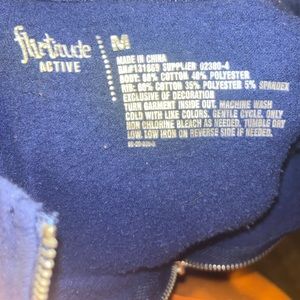 flirtitude
ACTIVE
M
MADE IN CHINA
RN#131869 SUPPLIER 02380-4
BODY: 60% COTTON 40% POLYESTER
RIB: 60% COTTON 35% POLYESTER 5% SPANDEX
EXCLUSIVE OF DECORATION
TURN GARMENT INSIDE OUT. MACHINE WASH
COLD WITH LIKE COLORS. GENTLE CYCLE. ONLY
NON CHLORINE BLEACH AS NEEDED. TUMBLE DRY
LOW. LOW IRON ON REVERSE SIDE IF NEEDED.